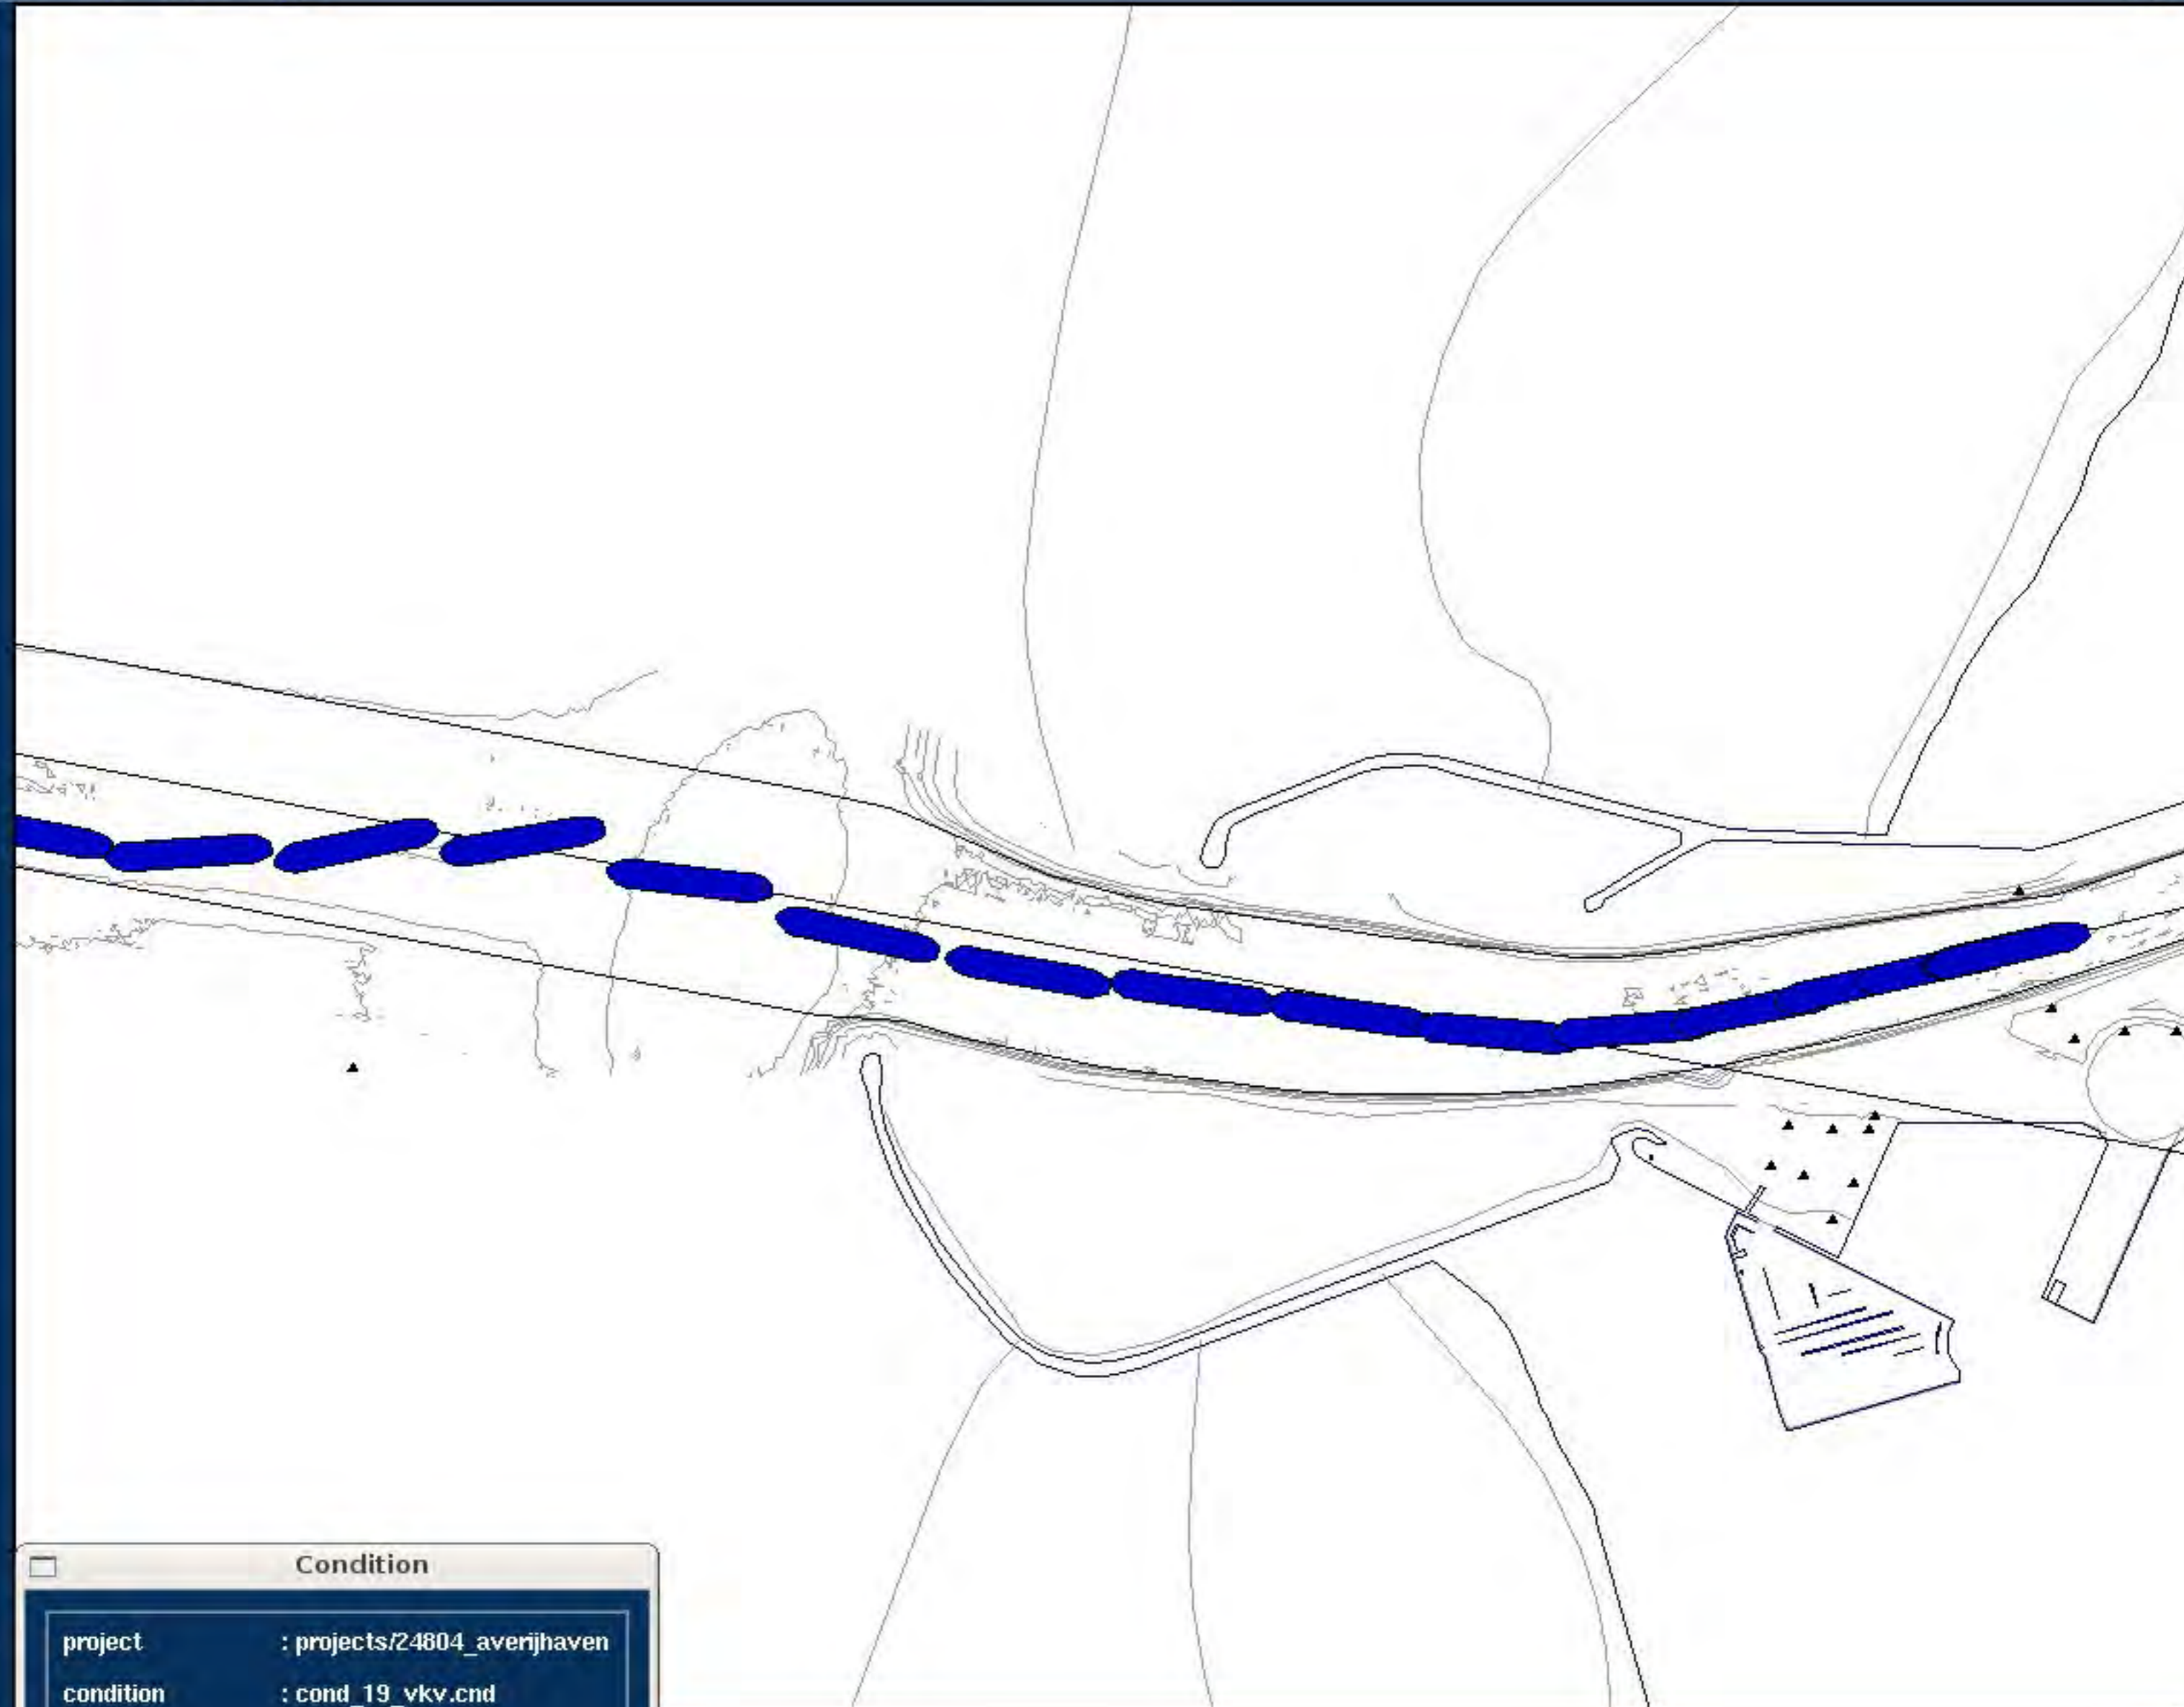 Condition
project : projects/24804_averijhaven
condition : cond_19_vkv.cnd